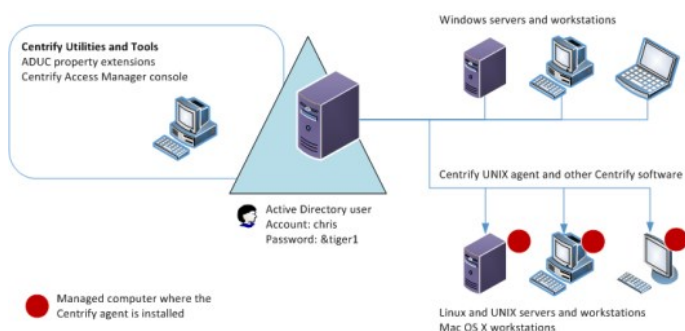 Windows servers and workstations
Centrify Utilities and Tools
ADUC property extensions
Centrify Access Manager console
Centrify UNIX agent and other Centrify software
Active Directory user
Account: chris
Password: &tiger1
Managed computer where the
Centrify agent is installed
Linux and UNIX servers and workstations
Mac OS X workstations